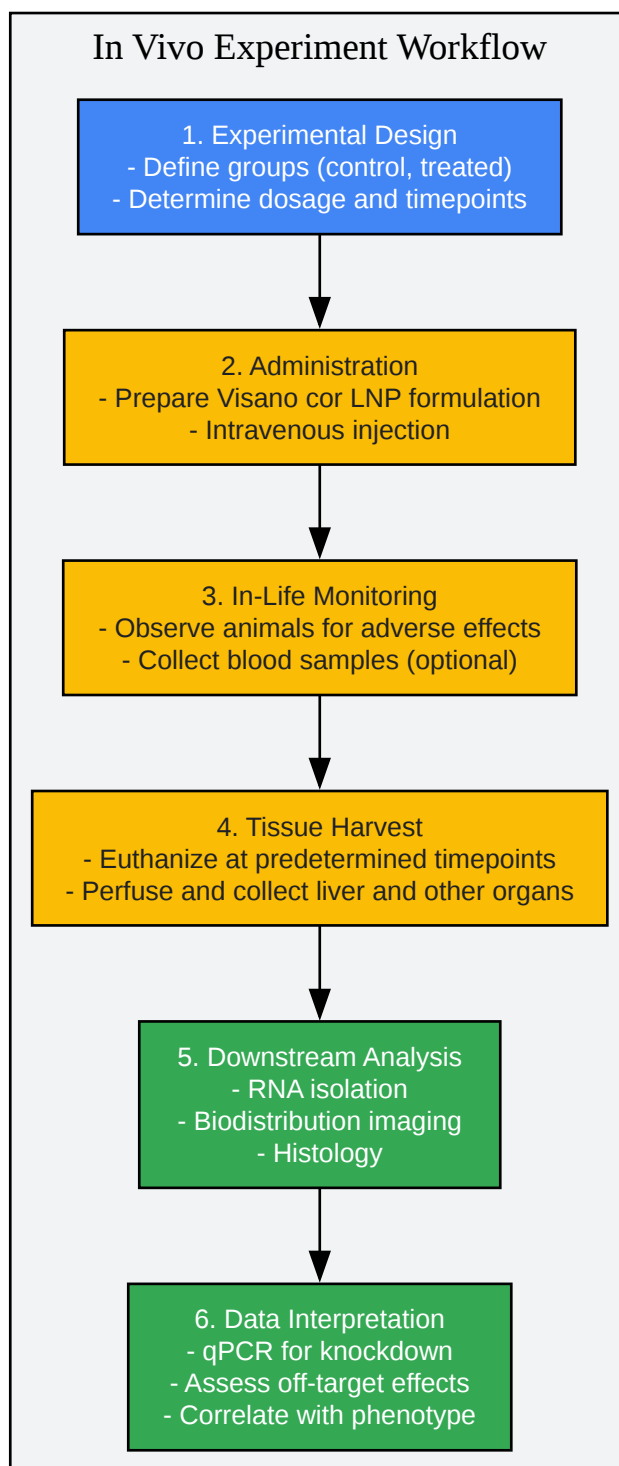 In Vivo Experiment Workflow
1. Experimental Design
- Define groups (control, treated)
- Determine dosage and timepoints
2. Administration
- Prepare Visano cor LNP formulation
- Intravenous injection
3. In-Life Monitoring
- Observe animals for adverse effects
- Collect blood samples (optional)
4. Tissue Harvest
- Euthanize at predetermined timepoints
- Perfuse and collect liver and other organs
5. Downstream Analysis
- RNA isolation
- Biodistribution imaging
- Histology
6. Data Interpretation
- qPCR for knockdown
- Assess off-target effects
- Correlate with phenotype